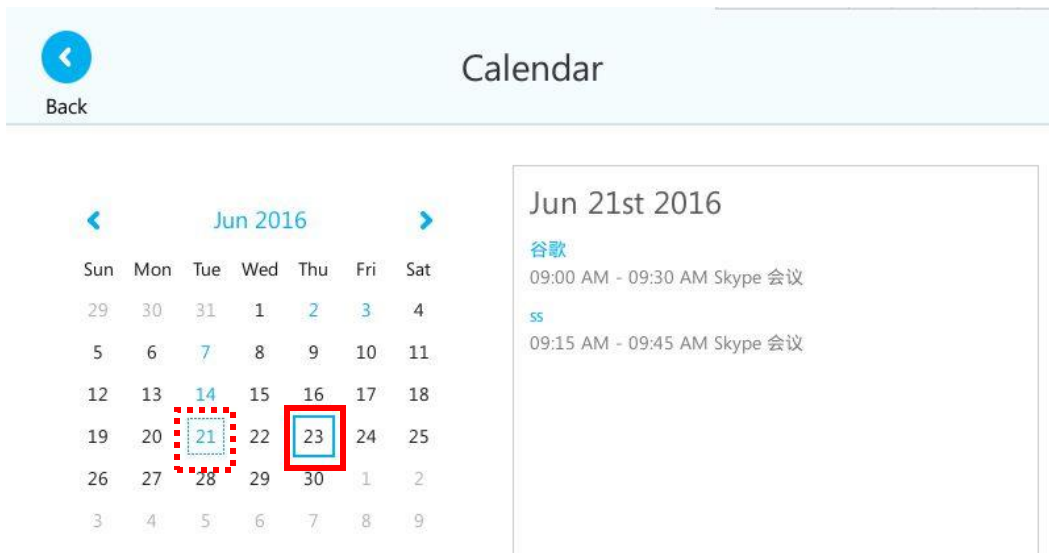 Calendar
Back
Jun 2016
Sun Mon Tue Wed Thu Fri Sat
29 30 31 1 2 3 4
5 6 7 8 9 10 11
12 13 14 15 16 17 18
19 20 21 22 23 24 25
26 27 28 29 30 1 2
3 4 5 6 7 8 9
Jun 21st 2016
谷歌
09:00 AM - 09:30 AM Skype 会议
ss
09:15 AM - 09:45 AM Skype 会议